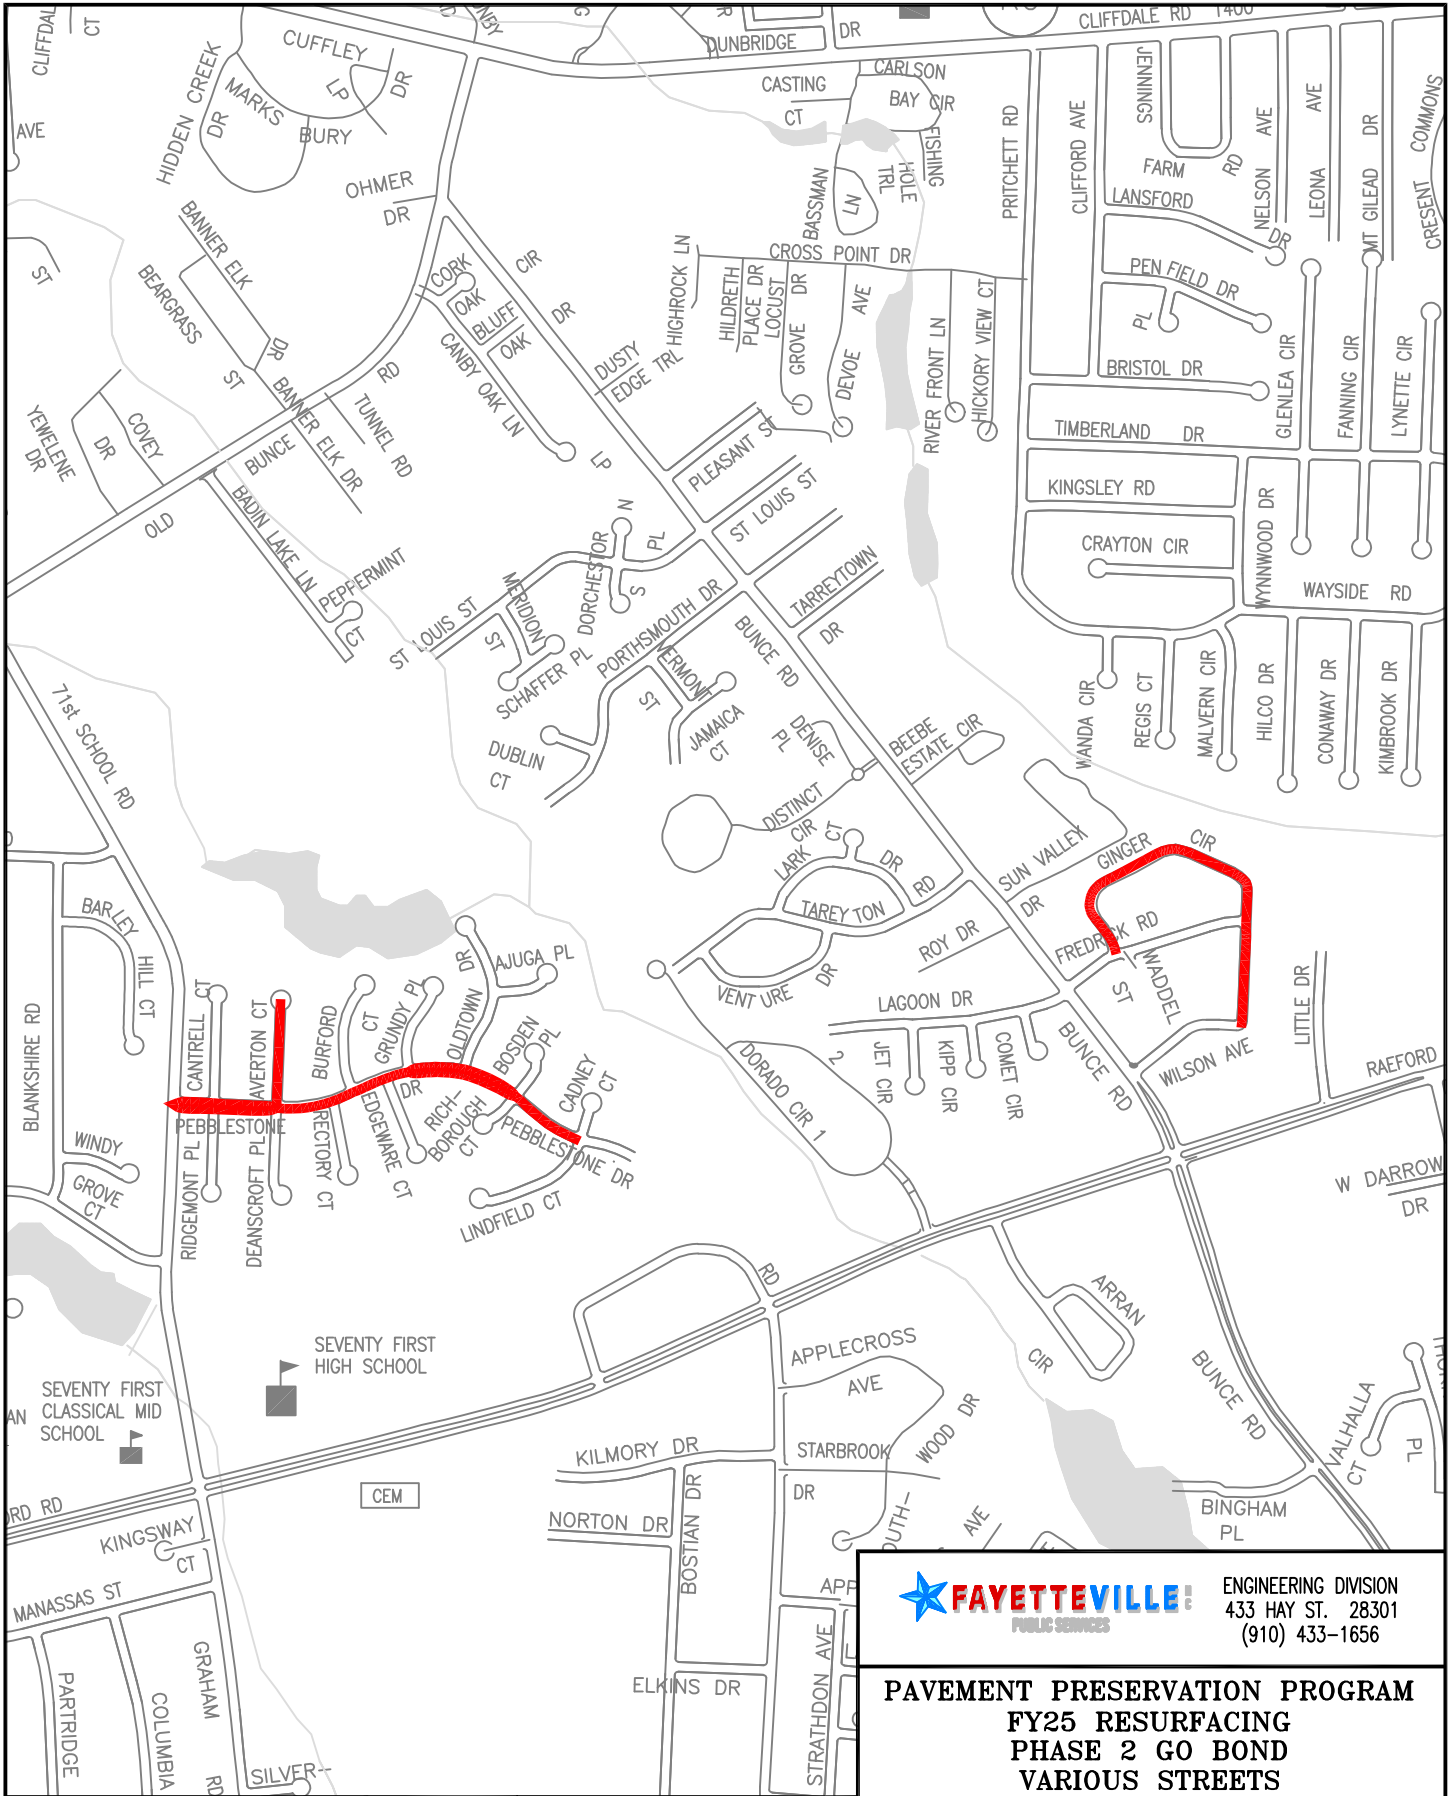 CLIFFDALE RD 1400
CLIFFDAL
CT
CUFFLEY
LP
DR
MARKS
BURY
DR
HIDDEN CREEK
AVE
OHMER
DR
DUNBRIDGE
DR
CASTING
CT
CARLSON
BAY CIR
FISHING
HOLE
TRL
BASSMAN
LN
PRITCHETT RD
CLIFFORD AVE
JENNINGS
FARM
RD
NELSON AVE
LEONA AVE
MT GILEAD DR
CRESENT COMMONS
LANSFORD
DR
PEN FIELD DR
PL
BRISTOL DR
GLENLEA CIR
FANNING CIR
LYNETTE CIR
TIMBERLAND DR
KINGSLEY RD
CRAYTON CIR
WYNNWOOD DR
WAYSIDE RD
WANDA CIR
REGIS CT
MALVERN CIR
HILCO DR
CONAWAY DR
KIMBROOK DR
ST
BANNER ELK
DR
BEARGRASS
ST
BANNER ELK DR
TUNNEL RD
YEWELENE
DR
COVEY
DR
OLD
BUNCE
RD
BADIN LAKE LN
PEPPERMINT
CT
CORK
OAK
CIR
BLUFF
OAK
DR
CANBY OAK LN
LP
DUSTY
EDGE TRL
HIGHROCK LN
CROSS POINT DR
HILDRETH
PLACE DR
LOCUST
GROVE DR
DEVOE AVE
RIVER FRONT LN
HICKORY VIEW CT
PLEASANT ST
ST LOUIS ST
TARREYTOWN
DR
DORCHESTOR
N
S
PL
ST LOUIS ST
MERIDION
ST
SCHAFFER PL
PORTHSMOUTH DR
VERMONT
ST
JAMAICA
CT
DUBLIN
CT
BUNCE RD
DENISE
PL
BEEBE
ESTATE CIR
DISTINCT
CIR
LARK
CT
DR
RD
TAREY TON
VENT URE
DR
SUN VALLEY
DR
GINGER CIR
FREDRICK RD
WADDEL
ST
WILSON AVE
ROY DR
LAGOON DR
JET CIR
KIPP CIR
COMET CIR
BUNCE RD
LITTLE DR
RAEFORD
W DARROW
DR
DORADO CIR 1
2
71st SCHOOL RD
BARLEY
HILL CT
BLANKSHIRE RD
WINDY
GROVE
CT
CANTRELL CT
RIDGEMONT PL
AVERTON CT
DEANSCROFT PL
PEBBLESTONE
DR
BURFORD
CT
RECTORY CT
GRUNDY PL
EDGEWARE CT
OLDTOWN
DR
AJUGA PL
BOSDEN
PL
RICH-
BOROUGH
CT
CADNEY
CT
PEBBLESTONE DR
LINDFIELD CT
SEVENTY FIRST
HIGH SCHOOL
SEVENTY FIRST
CLASSICAL MID
SCHOOL
AN
RD
APPLECROSS
AVE
ARRAN
CIR
BUNCE RD
VALHALLA
CT
PL
BINGHAM
PL
KILMORY DR
STARBROOK
DR
WOOD DR
OUTH-
AVE
NORTON DR
BOSTIAN DR
ELKINS DR
STRATHDON AVE
APP
CEM
ORD RD
KINGSWAY
CT
MANASSAS ST
PARTRIDGE
COLUMBIA
GRAHAM
RD
SILVER-
FAYETTEVILLE
PUBLIC SERVICES
ENGINEERING DIVISION
433 HAY ST. 28301
(910) 433-1656
PAVEMENT PRESERVATION PROGRAM
FY25 RESURFACING
PHASE 2 GO BOND
VARIOUS STREETS